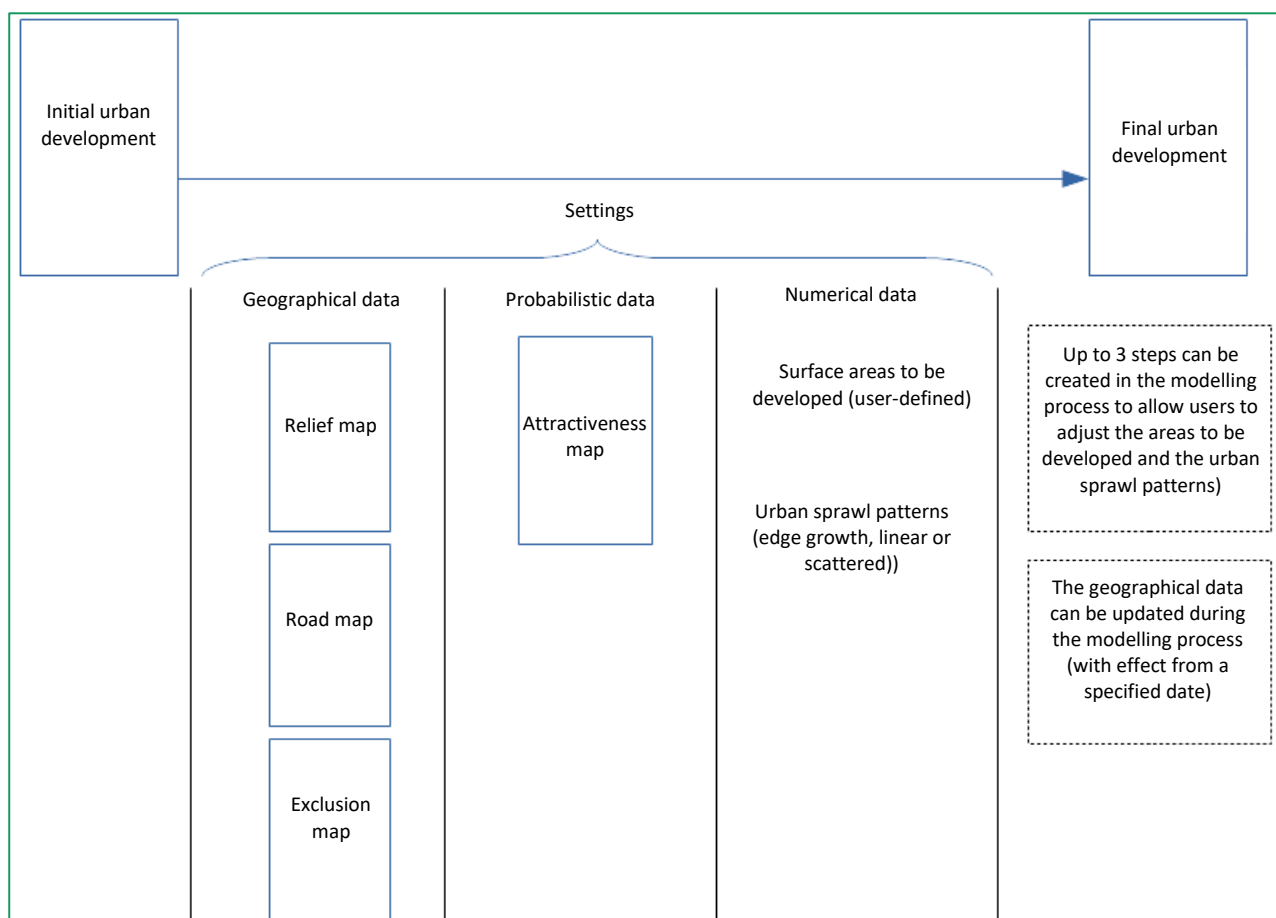 Initial urban
development
Final urban
development
Settings
Geographical data
Probabilistic data
Numerical data
Relief map
Road map
Exclusion
map
Attractiveness
map
Surface areas to be
developed (user-defined)
Urban sprawl patterns
(edge growth, linear or
scattered))
Up to 3 steps can be
created in the modelling
process to allow users to
adjust the areas to be
developed and the urban
sprawl patterns)
The geographical data
can be updated during
the modelling process
(with effect from a
specified date)